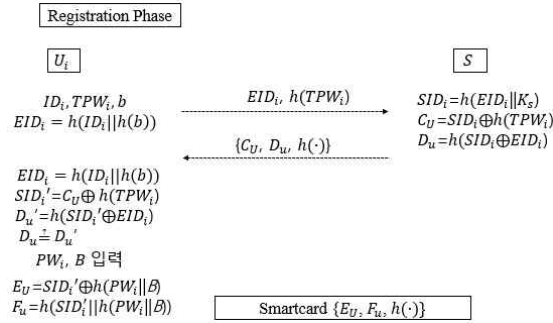 Registration Phase
U_i
S
ID_i, TPW_i, b
EID_i = h(ID_i||h(b))
EID_i, h(TPW_i)
SID_i=h(EID_i||K_s)
C_U=SID_i⊕h(TPW_i)
D_u=h(SID_i⊕EID_i)
{C_U, D_u, h(·)}
EID_i = h(ID_i||h(b))
SID_i'=C_U⊕ h(TPW_i)
D_u'=h(SID_i'⊕EID_i)
D_u ≟ D_u'
PW_i, B 입력
E_U=SID_i'⊕h(PW_i||B)
F_u=h(SID_i'||h(PW_i||B))
Smartcard {E_U, F_u, h(·)}